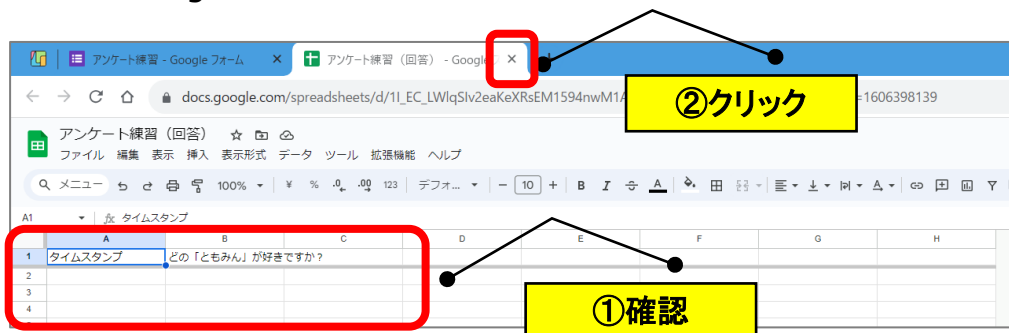 アンケート練習 - Google フォーム × アンケート練習（回答） - Google ×
docs.google.com/spreadsheets/d/1I_EC_LWlqSIv2eaKeXRsEM1594nwM1 =1606398139
②クリック
アンケート練習（回答）
ファイル 編集 表示 挿入 表示形式 データ ツール 拡張機能 ヘルプ
メニュー 100% ¥ % .0 .00 123 デフォ... - 10 + B I A
A1 fx タイムスタンプ
A B C D E F G H
1 タイムスタンプ どの「ともみん」が好きですか？
2
3
4
①確認